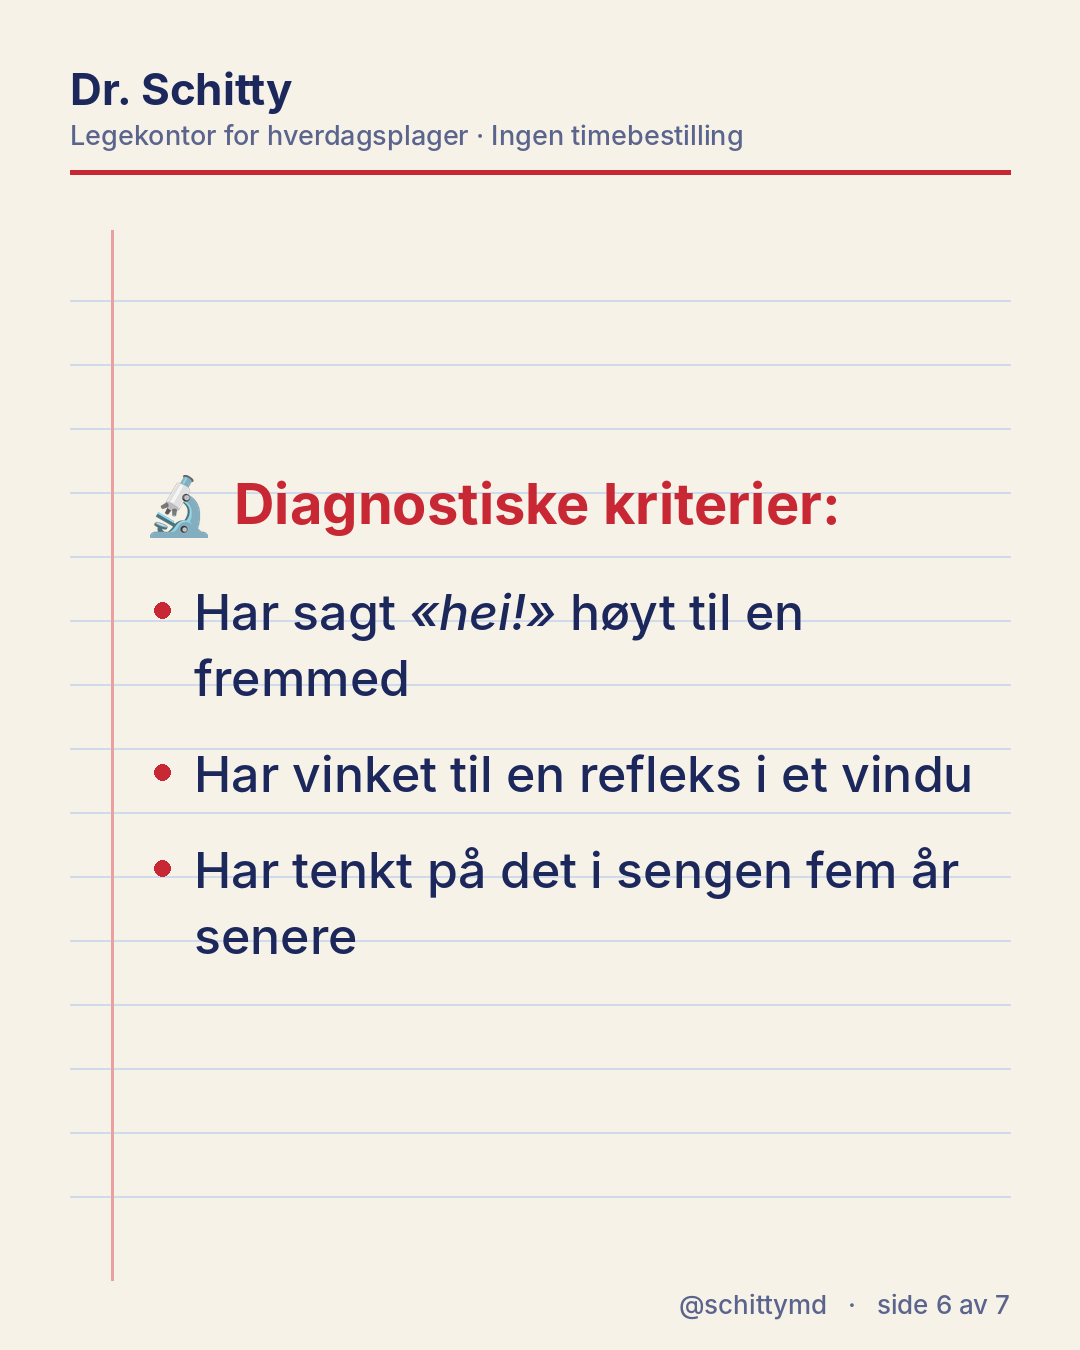 Dr. Schitty
Legekontor for hverdagsplager · Ingen timebestilling
🔬 Diagnostiske kriterier:
• Har sagt «hei!» høyt til en
fremmed
• Har vinket til en refleks i et vindu
• Har tenkt på det i sengen fem år
senere
@schittymd · side 6 av 7